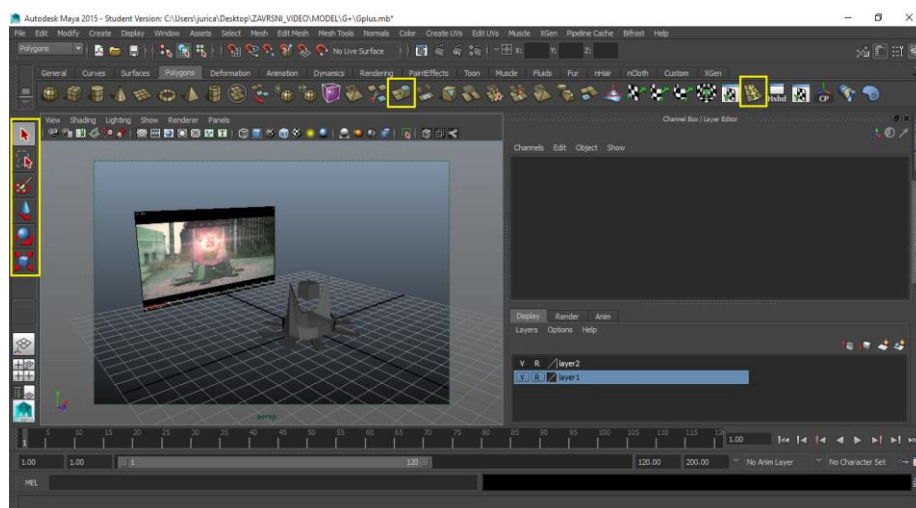 Autodesk Maya 2015 - Student Version: C:\Users\jurica\Desktop\ZAVRSNI_VIDEO\MODEL\G+\Gplus.mb*
File Edit Modify Create Display Window Assets Select Mesh Edit Mesh Mesh Tools Normals Color Create UVs Edit UVs Muscle XGen Pipeline Cache Bifrost Help
Polygons No Live Surface X: Y: Z:
General Curves Surfaces Polygons Deformation Animation Dynamics Rendering PaintEffects Toon Muscle Fluids Fur nHair nCloth Custom XGen
Hshd CP
View Shading Lighting Show Renderer Panels
Channel Box / Layer Editor
Channels Edit Object Show
persp
Display Render Anim
Layers Options Help
V R layer2
V R layer1
5 10 15 20 25 30 35 40 45 50 55 60 65 70 75 80 85 90 95 100 105 110 115 120
1 1.00
1.00 1.00 1 120 120.00 200.00 No Anim Layer No Character Set
MEL